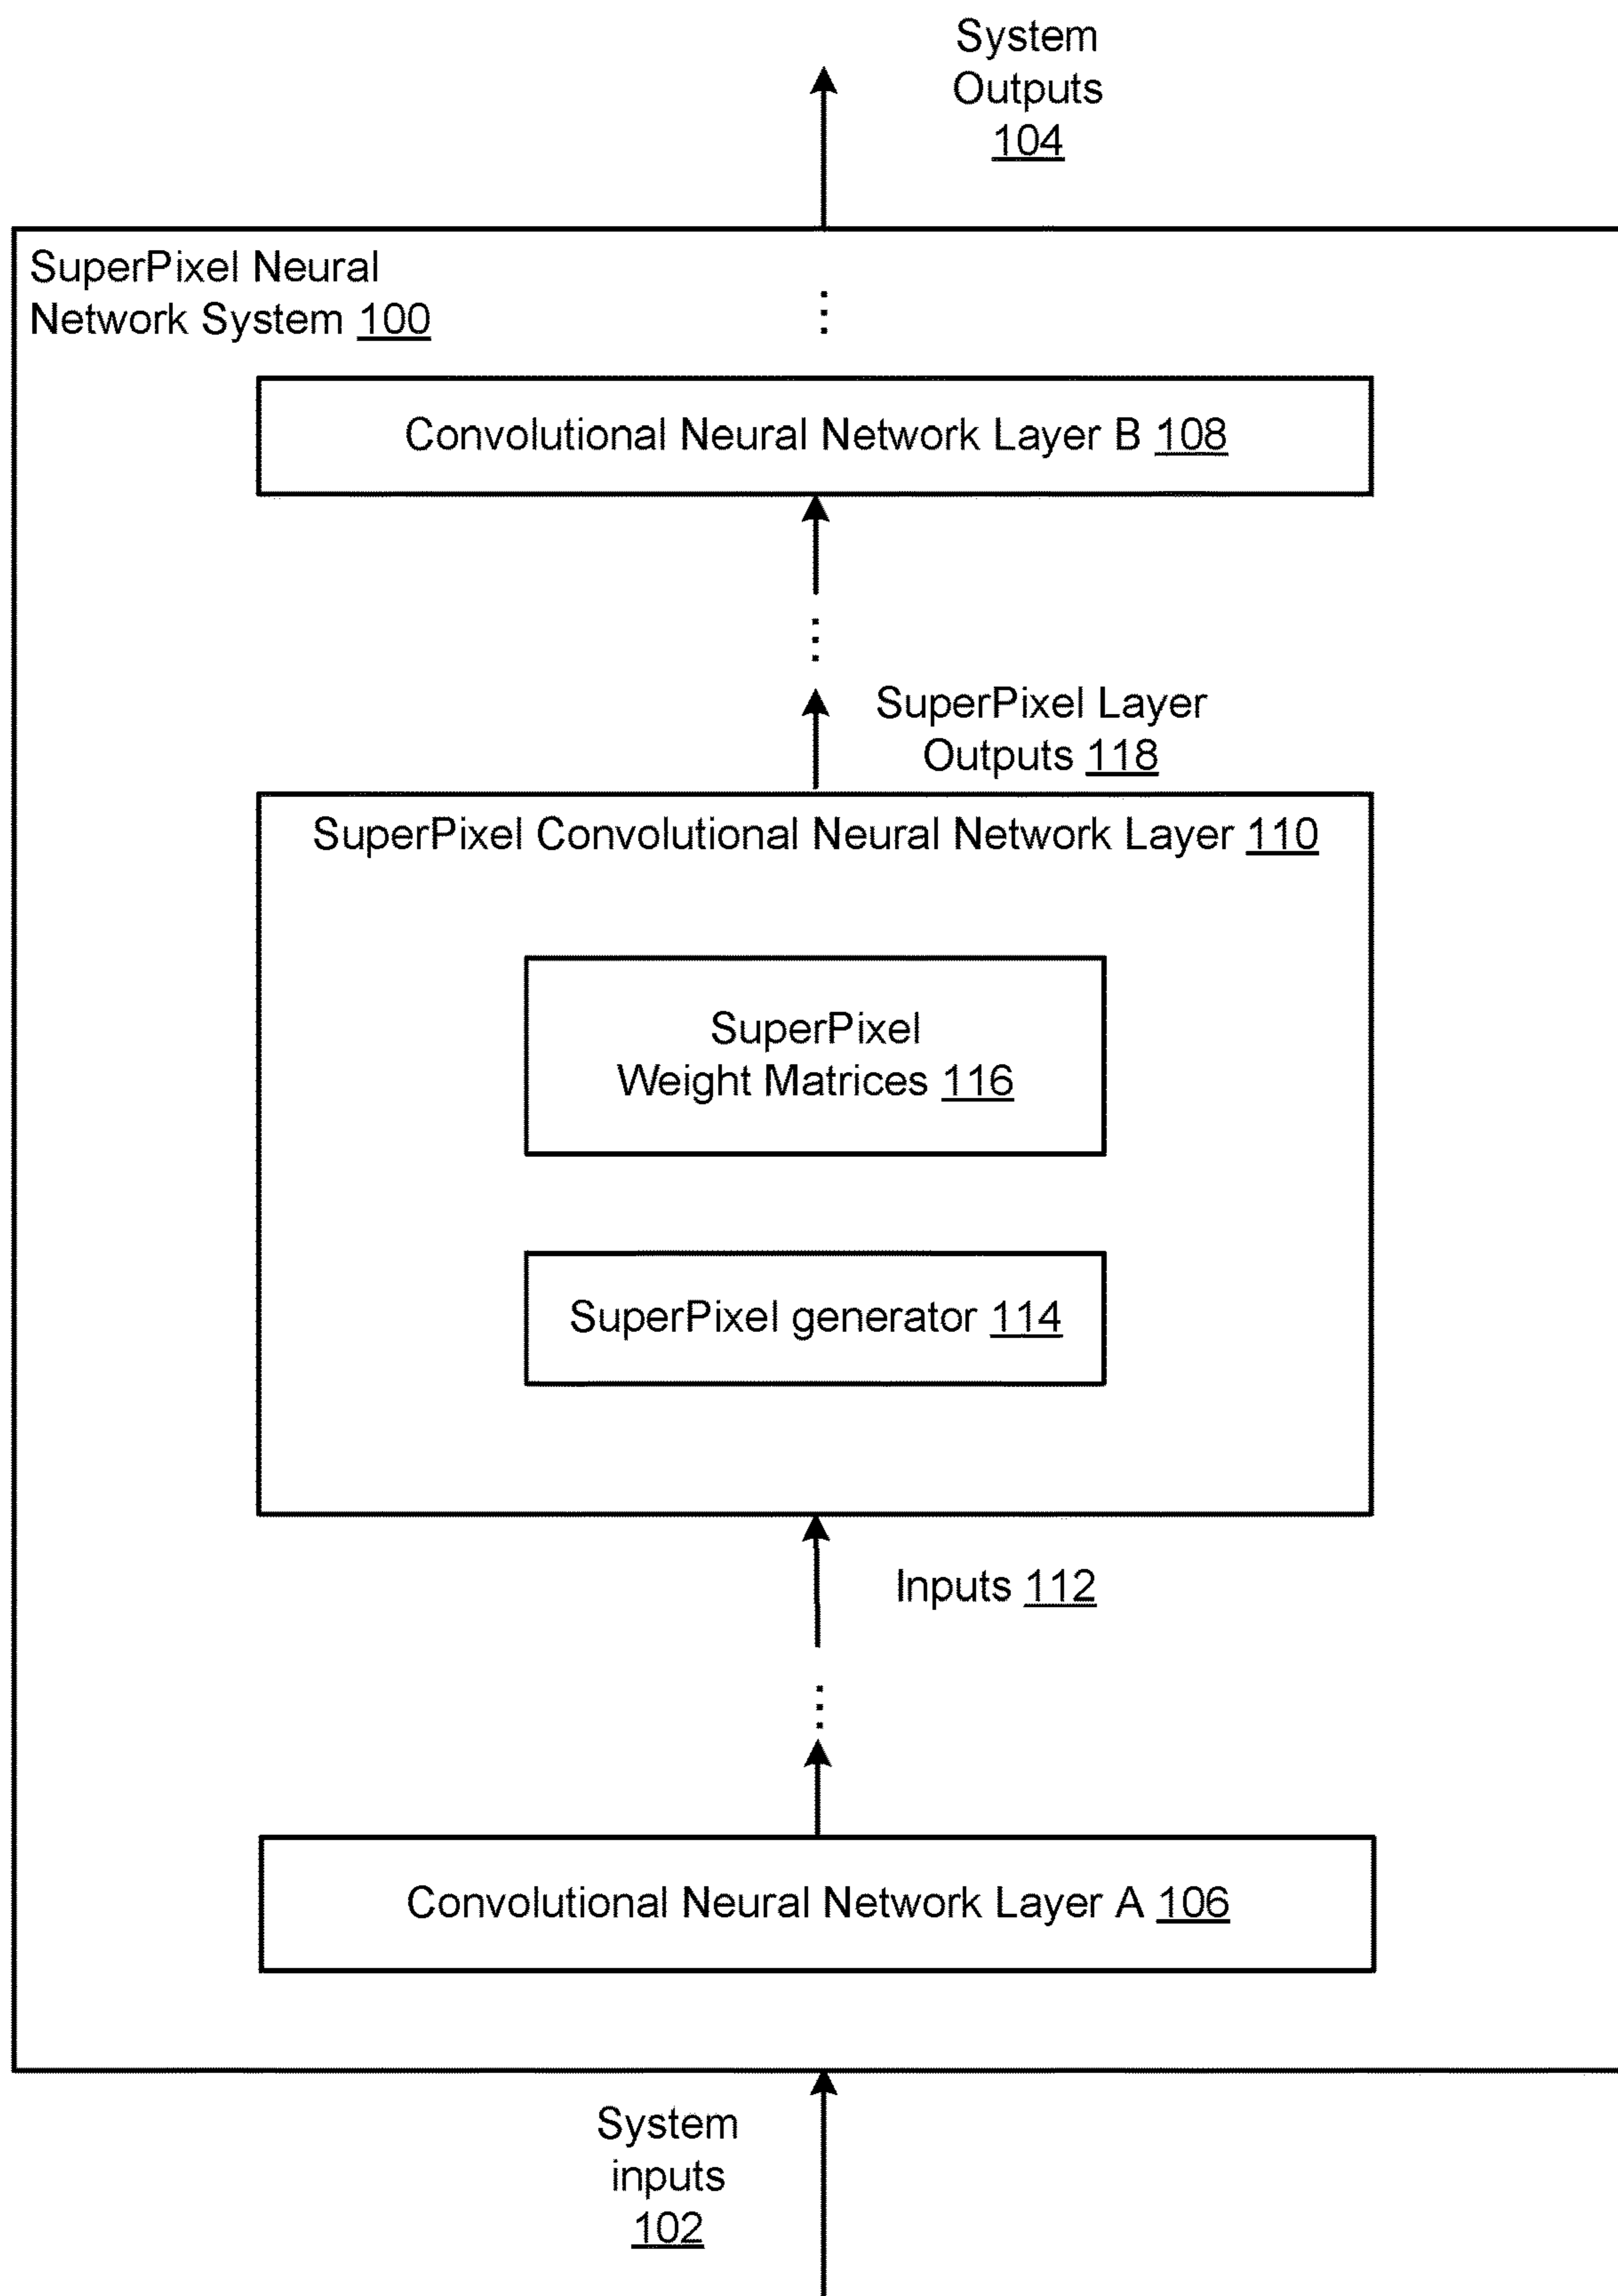 System
Outputs
104
SuperPixel Neural
Network System 100
Convolutional Neural Network Layer B 108
SuperPixel Layer
Outputs 118
SuperPixel Convolutional Neural Network Layer 110
SuperPixel
Weight Matrices 116
SuperPixel generator 114
Inputs 112
Convolutional Neural Network Layer A 106
System
inputs
102